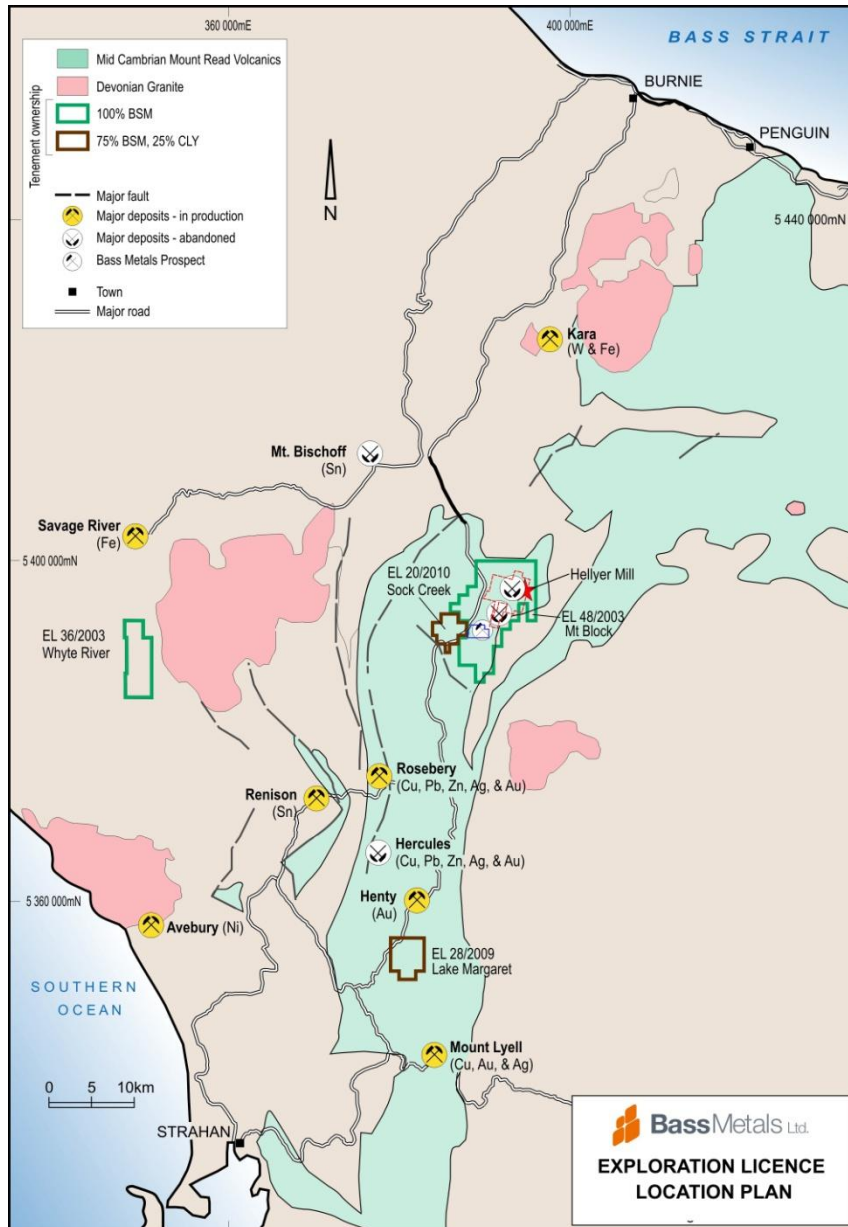 360 000mE
400 000mE
BASS STRAIT
Mid Cambrian Mount Read Volcanics
Devonian Granite
Tenement ownership
100% BSM
75% BSM, 25% CLY
Major fault
Major deposits - in production
Major deposits - abandoned
Bass Metals Prospect
Town
Major road
N
BURNIE
PENGUIN
5 440 000mN
Kara
(W & Fe)
Mt. Bischoff
(Sn)
Savage River
(Fe)
5 400 000mN
EL 20/2010
Sock Creek
Hellyer Mill
EL 48/2003
Mt Block
EL 36/2003
Whyte River
Rosebery
(Cu, Pb, Zn, Ag, & Au)
Renison
(Sn)
Hercules
(Cu, Pb, Zn, Ag, & Au)
Henty
(Au)
5 360 000mN
Avebury (Ni)
EL 28/2009
Lake Margaret
SOUTHERN
OCEAN
Mount Lyell
(Cu, Au, & Ag)
0 5 10km
STRAHAN
BassMetals Ltd.
EXPLORATION LICENCE
LOCATION PLAN